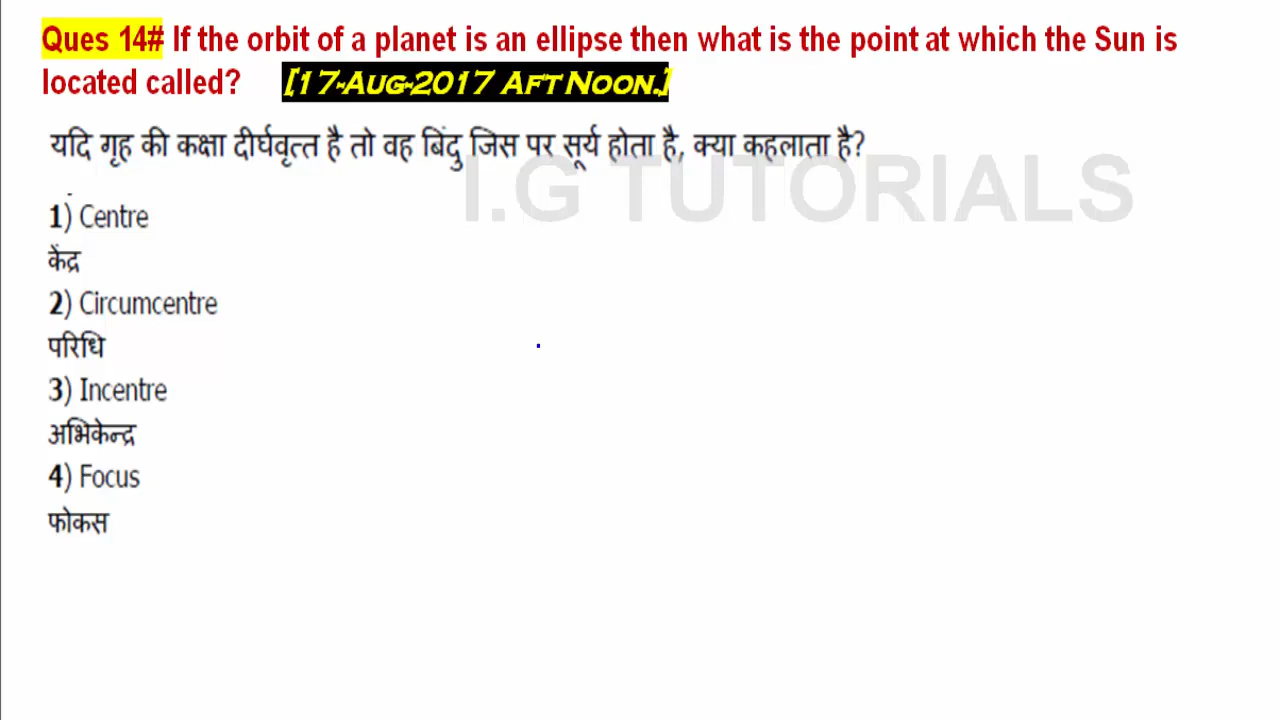 Ques 14# If the orbit of a planet is an ellipse then what is the point at which the Sun is
located called? [17-Aug-2017 Aft Noon.]
यदि गृह की कक्षा दीर्घवृत्त है तो वह बिंदु जिस पर सूर्य होता है, क्या कहलाता है?
I.G TUTORIALS
1) Centre
केंद्र
2) Circumcentre
परिधि
3) Incentre
अभिकेन्द्र
4) Focus
फोकस